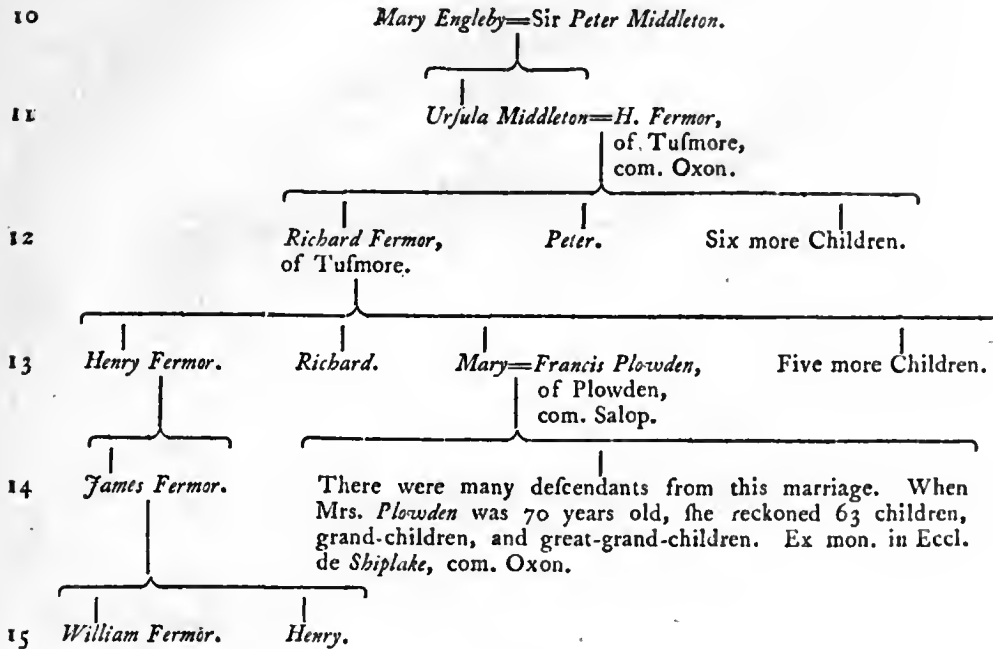 10 Mary Engleby=Sir Peter Middleton.
11 Urſula Middleton=H. Fermor,
of Tuſmore,
com. Oxon.
12 Richard Fermor, Peter. Six more Children.
of Tuſmore.
13 Henry Fermor. Richard. Mary=Francis Plowden, Five more Children.
of Plowden,
com. Salop.
14 James Fermor. There were many deſcendants from this marriage. When
Mrs. Plowden was 70 years old, ſhe reckoned 63 children,
grand-children, and great-grand-children. Ex mon. in Eccl.
de Shiplake, com. Oxon.
15 William Fermor. Henry.